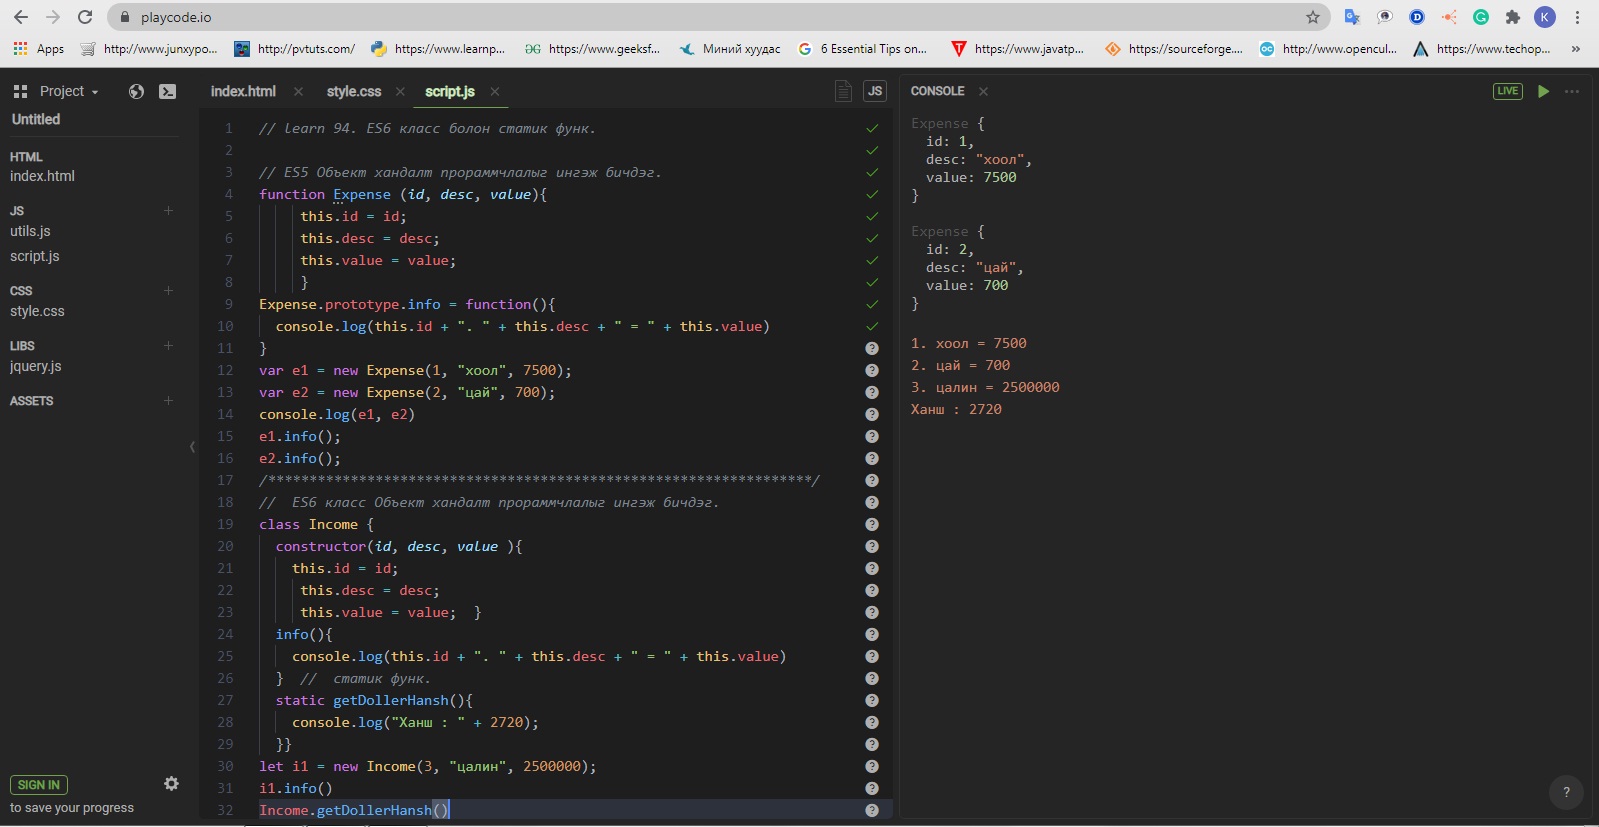 playcode.io
K
Apps
http://www.junxypo...
http://pvtuts.com/
https://www.learnp...
https://www.geeksf...
Миний хуудас
6 Essential Tips on...
https://www.javatp...
https://sourceforge....
http://www.opencul...
https://www.techop...
»
Project
index.html
style.css
script.js
JS
CONSOLE
LIVE
Untitled
HTML
index.html
JS
utils.js
script.js
CSS
style.css
LIBS
jquery.js
ASSETS
SIGN IN
to save your progress
1 // learn 94. ES6 класс болон статик функ.
2
3 // ES5 Объект хандалт прораммчлалыг ингэж бичдэг.
4 function Expense (id, desc, value){
5 this.id = id;
6 this.desc = desc;
7 this.value = value;
8 }
9 Expense.prototype.info = function(){
10 console.log(this.id + ". " + this.desc + " = " + this.value)
11 }
12 var e1 = new Expense(1, "хоол", 7500);
13 var e2 = new Expense(2, "цай", 700);
14 console.log(e1, e2)
15 e1.info();
16 e2.info();
17 /******************************************************************/
18 //  ES6 класс Объект хандалт прораммчлалыг ингэж бичдэг.
19 class Income {
20 constructor(id, desc, value ){
21 this.id = id;
22 this.desc = desc;
23 this.value = value;  }
24 info(){
25 console.log(this.id + ". " + this.desc + " = " + this.value)
26 }  //  статик функ.
27 static getDollerHansh(){
28 console.log("Ханш : " + 2720);
29 }}
30 let i1 = new Income(3, "цалин", 2500000);
31 i1.info()
32 Income.getDollerHansh()
Expense {
id: 1,
desc: "хоол",
value: 7500
}
Expense {
id: 2,
desc: "цай",
value: 700
}
1. хоол = 7500
2. цай = 700
3. цалин = 2500000
Ханш : 2720
?